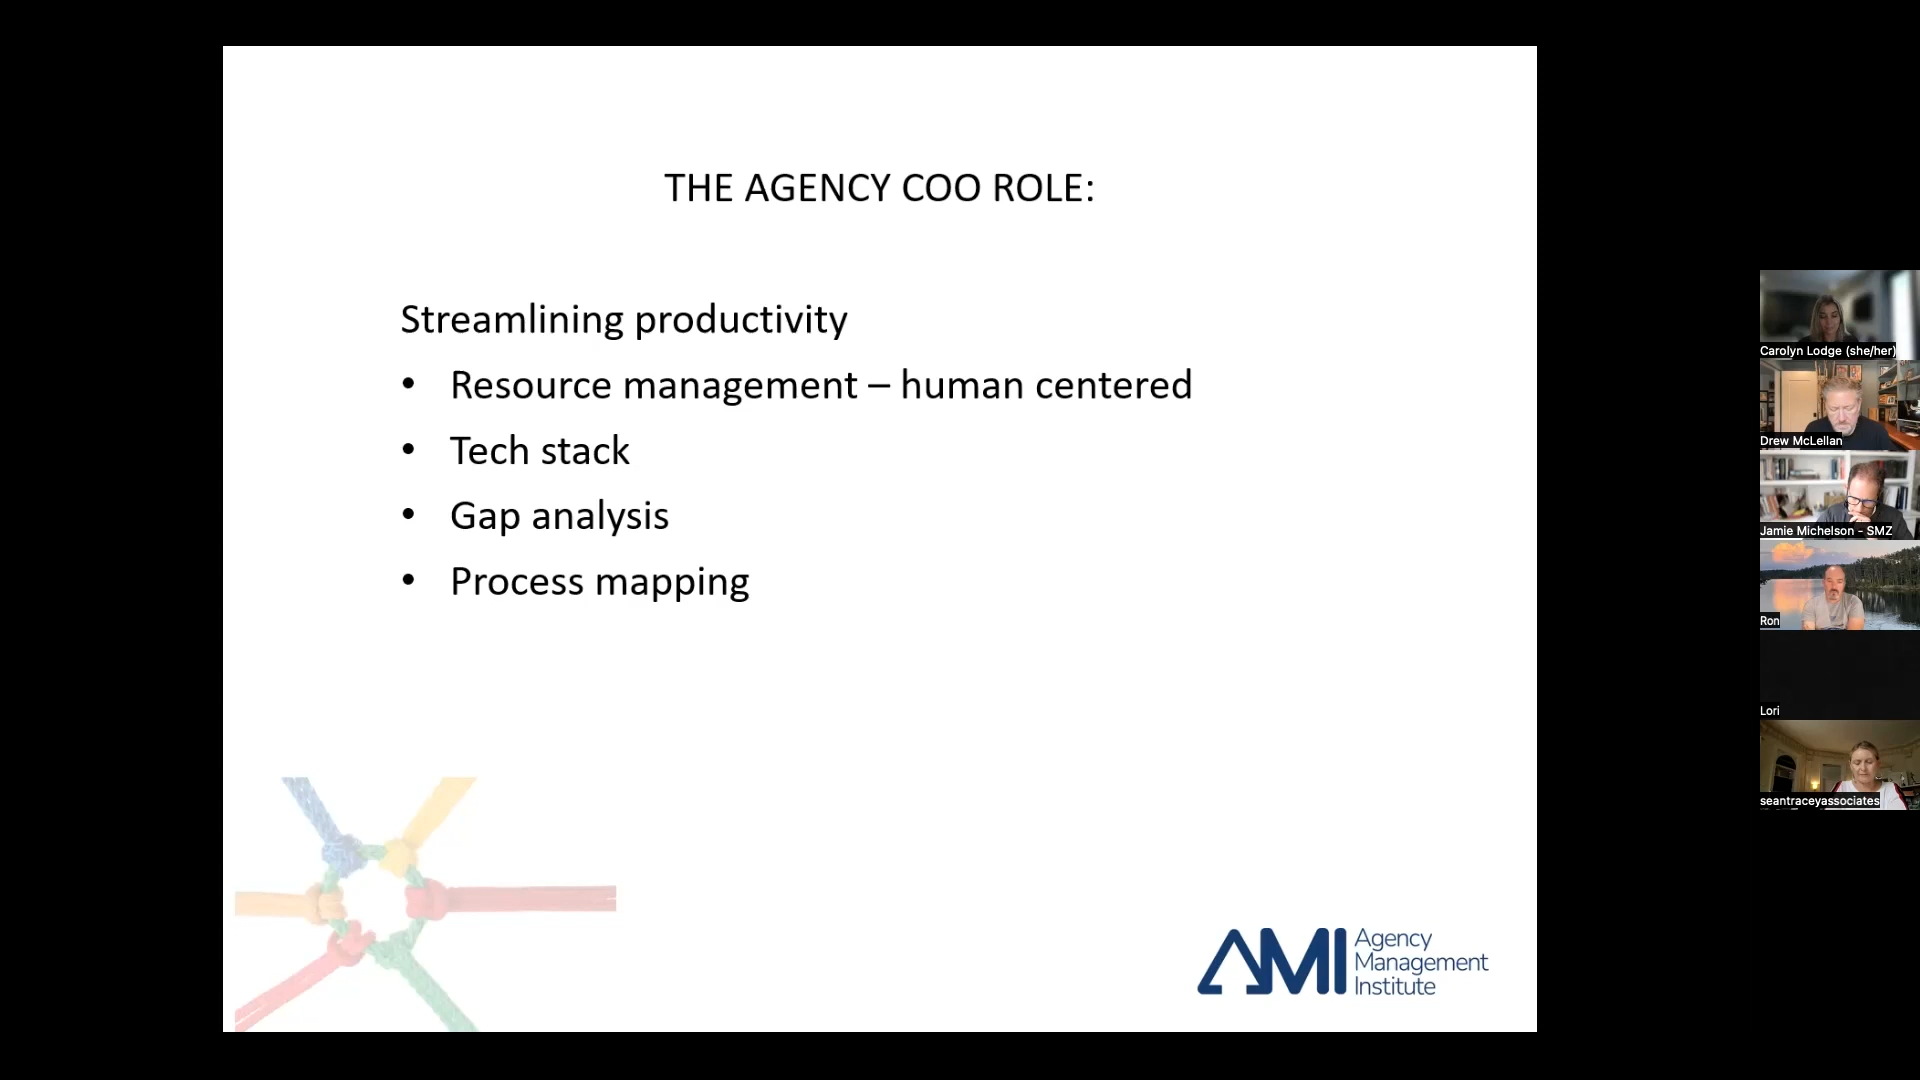 THE AGENCY COO ROLE:
Streamlining productivity
• Resource management – human centered
• Tech stack
• Gap analysis
• Process mapping
AMI
Agency
Management
Institute
Carolyn Lodge (she/her)
Drew McLellan
Jamie Michelson - SMZ
Ron
Lori
seantraceyassociates